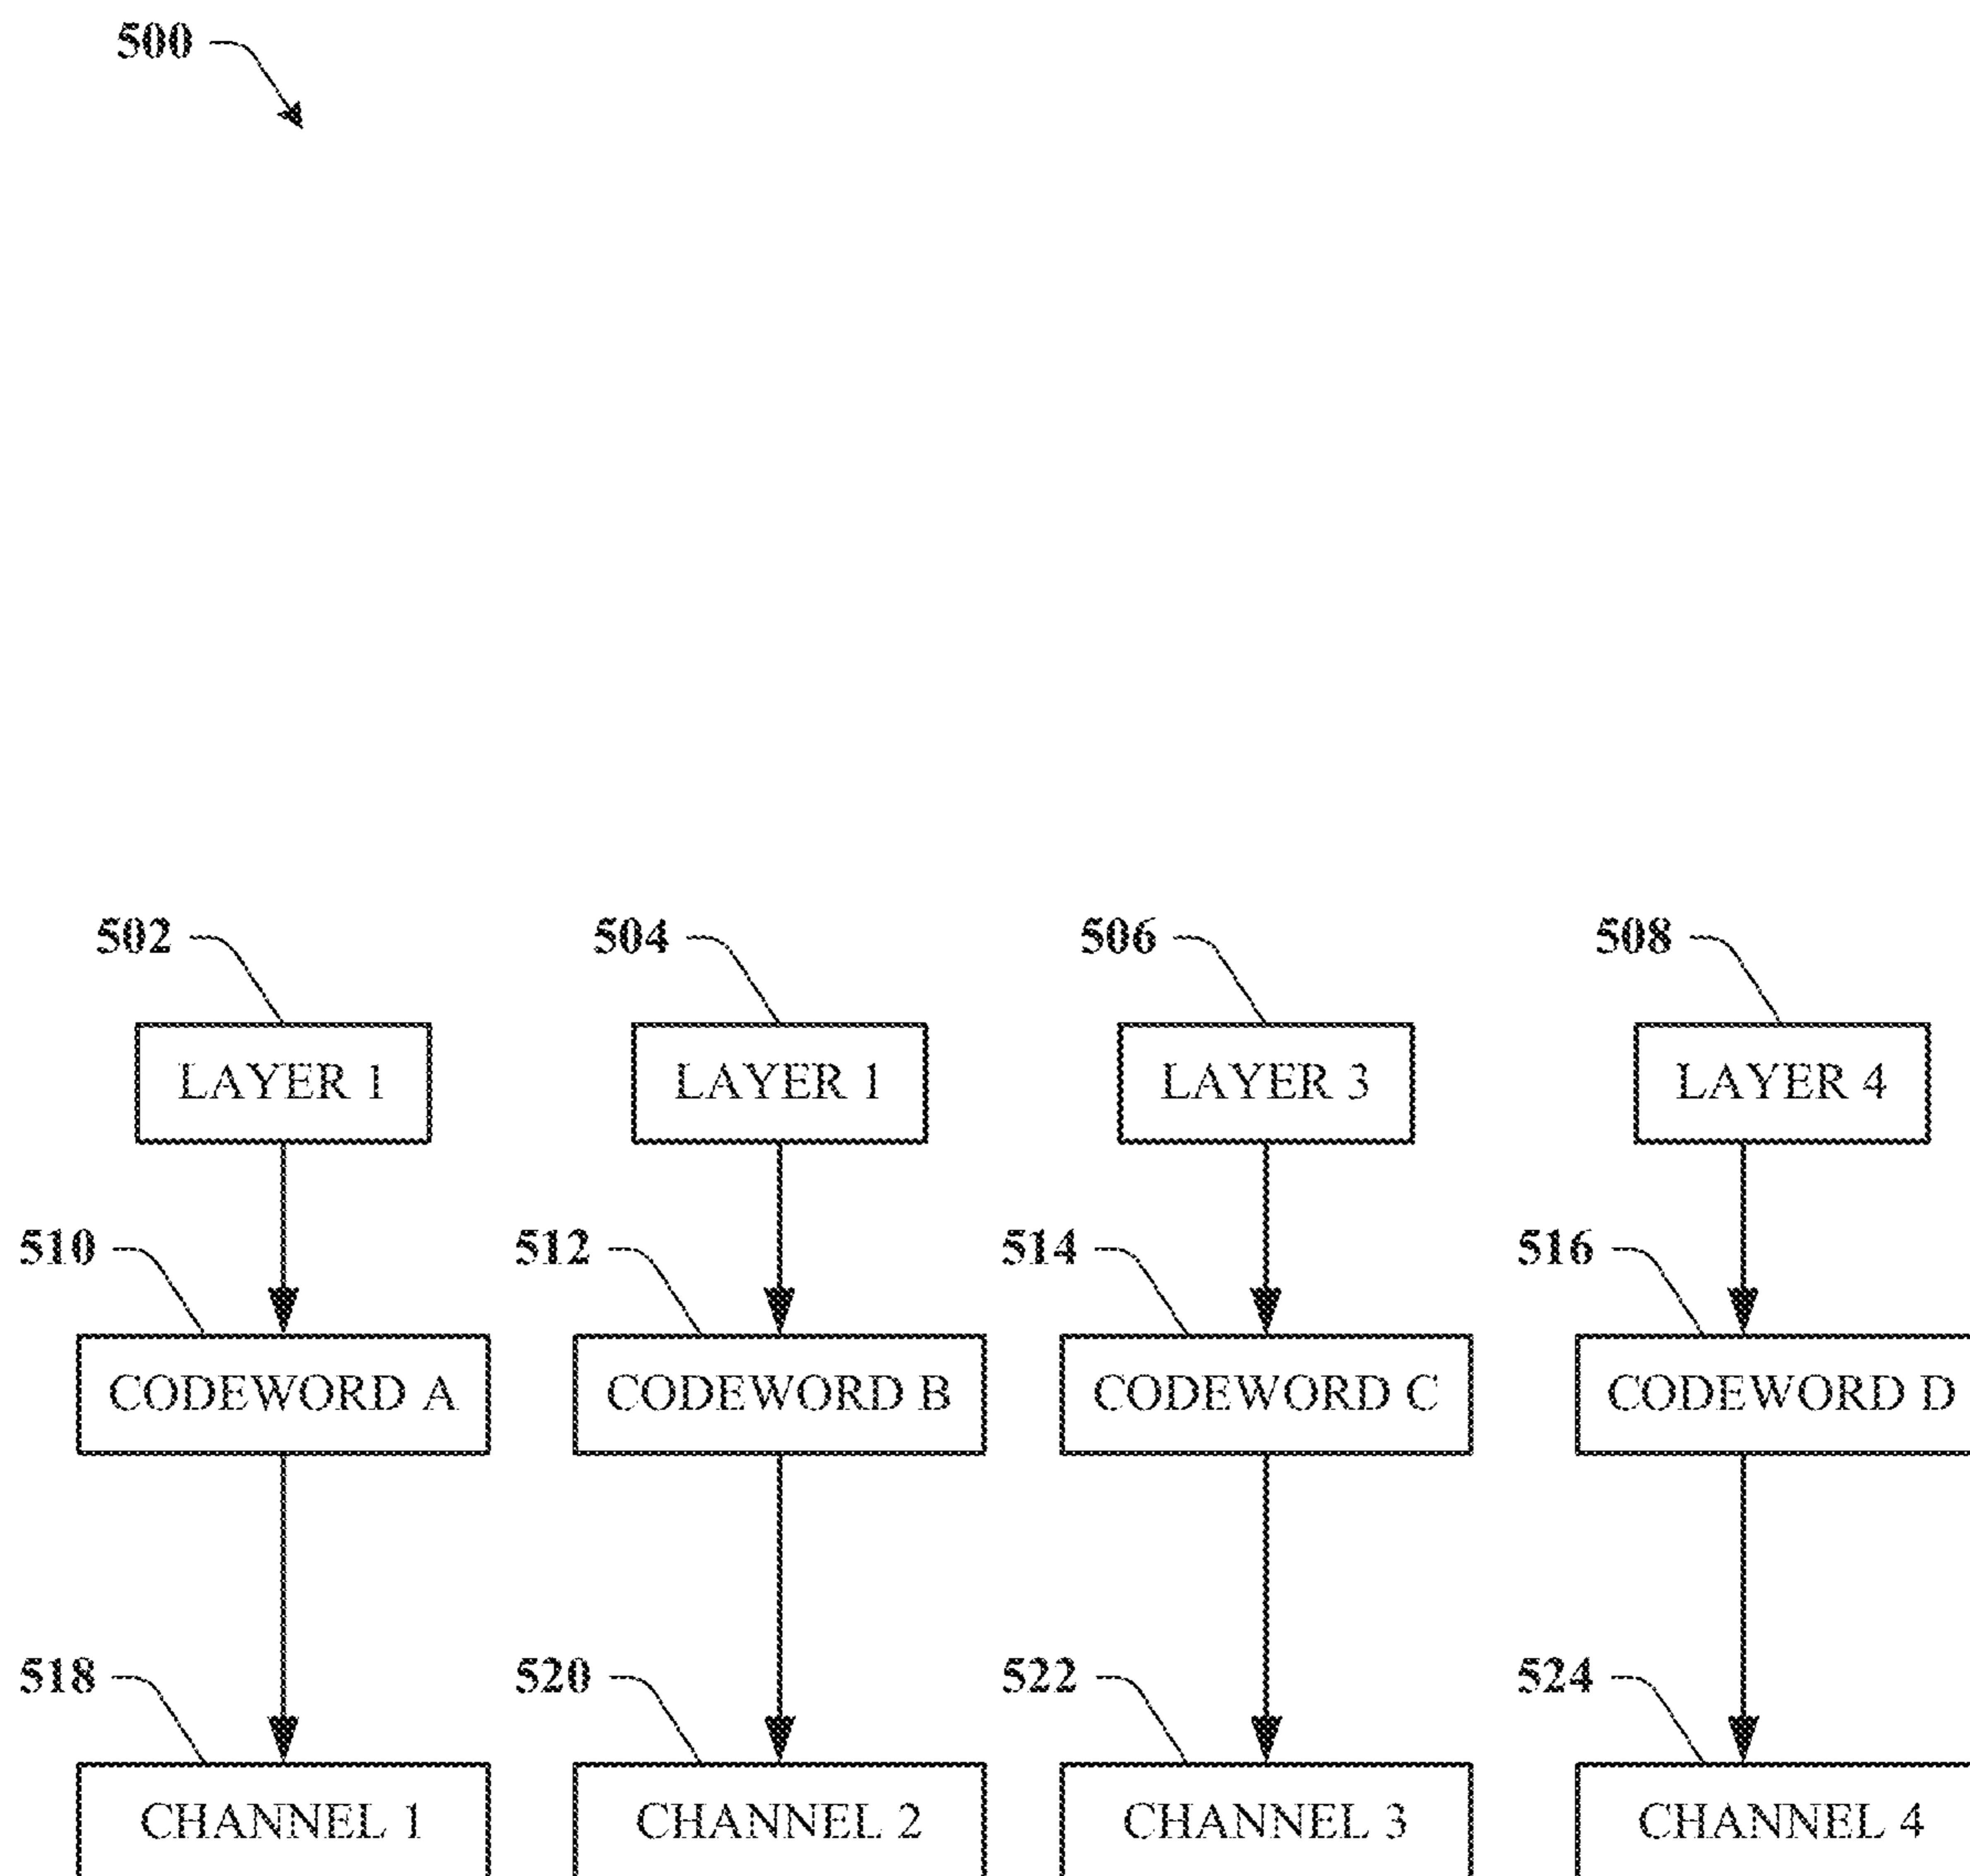 500
502 504 506 508
LAYER 1 LAYER 1 LAYER 3 LAYER 4
510 512 514 516
CODEWORD A CODEWORD B CODEWORD C CODEWORD D
518 520 522 524
CHANNEL 1 CHANNEL 2 CHANNEL 3 CHANNEL 4